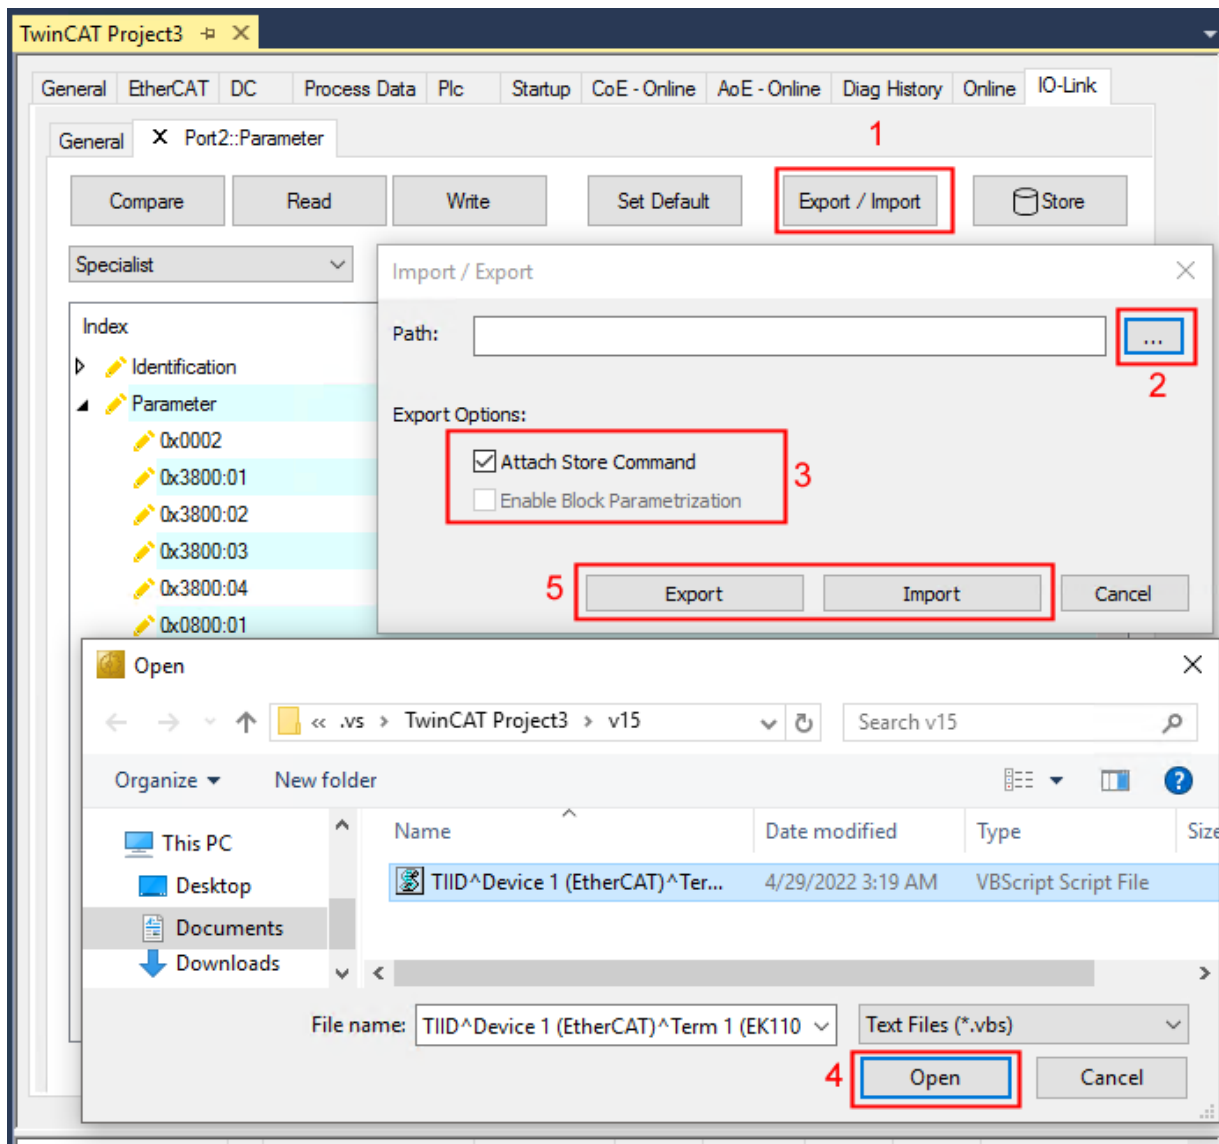 TwinCAT Project3
General EtherCAT DC Process Data Plc Startup CoE - Online AoE - Online Diag History Online IO-Link
General X Port2::Parameter
1
Compare Read Write Set Default Export / Import Store
Specialist
Import / Export
Index
Path: ...
2
Identification
Parameter
Export Options:
0x0002
Attach Store Command
3
0x3800:01
Enable Block Parametrization
0x3800:02
0x3800:03
0x3800:04
5 Export Import Cancel
0x0800:01
Open
« .vs > TwinCAT Project3 > v15 Search v15
Organize New folder
Name Date modified Type Size
This PC
Desktop TIID^Device 1 (EtherCAT)^Ter... 4/29/2022 3:19 AM VBScript Script File
Documents
Downloads
File name: TIID^Device 1 (EtherCAT)^Term 1 (EK110 Text Files (*.vbs)
4 Open Cancel